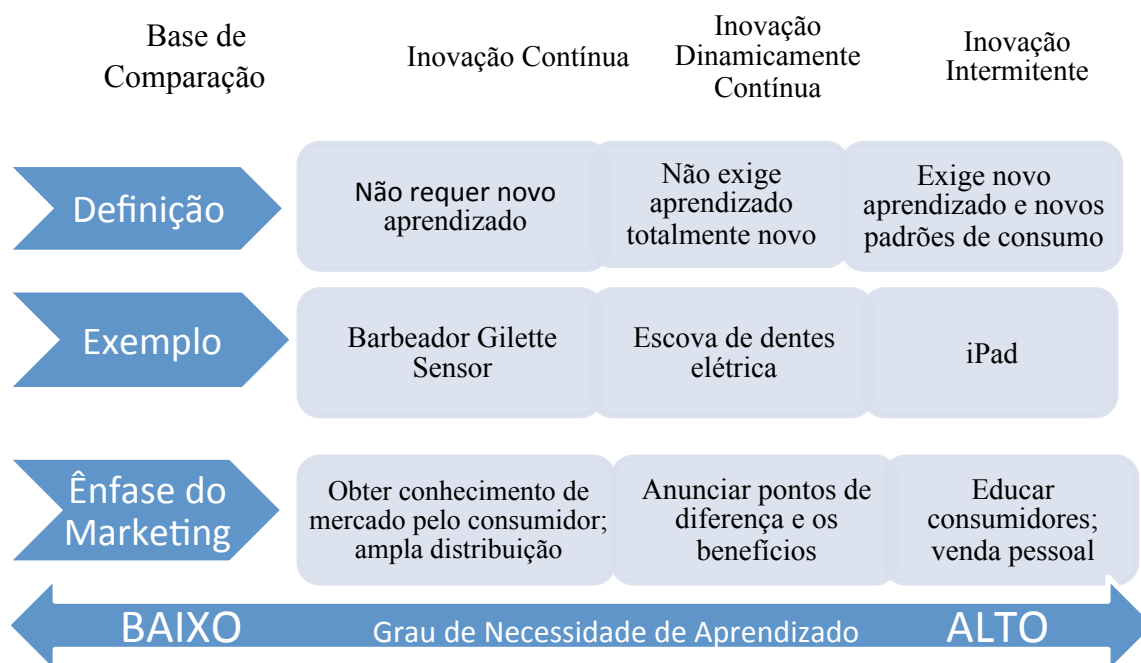 Base de
Comparação
Inovação Contínua
Inovação
Dinamicamente
Contínua
Inovação
Intermitente
Definição
Não requer novo
aprendizado
Não exige
aprendizado
totalmente novo
Exige novo
aprendizado e novos
padrões de consumo
Exemplo
Barbeador Gilette
Sensor
Escova de dentes
elétrica
iPad
Ênfase do
Marketing
Obter conhecimento de
mercado pelo consumidor;
ampla distribuição
Anunciar pontos de
diferença e os
benefícios
Educar
consumidores;
venda pessoal
BAIXO
Grau de Necessidade de Aprendizado
ALTO